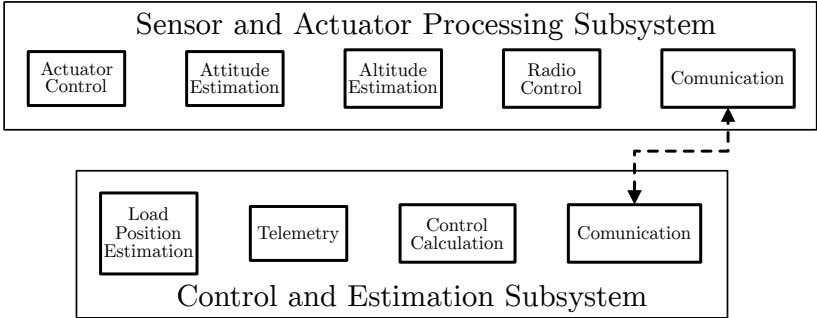 Sensor and Actuator Processing Subsystem
Actuator
Control
Attitude
Estimation
Altitude
Estimation
Radio
Control
Comunication
Load
Position
Estimation
Telemetry
Control
Calculation
Comunication
Control and Estimation Subsystem